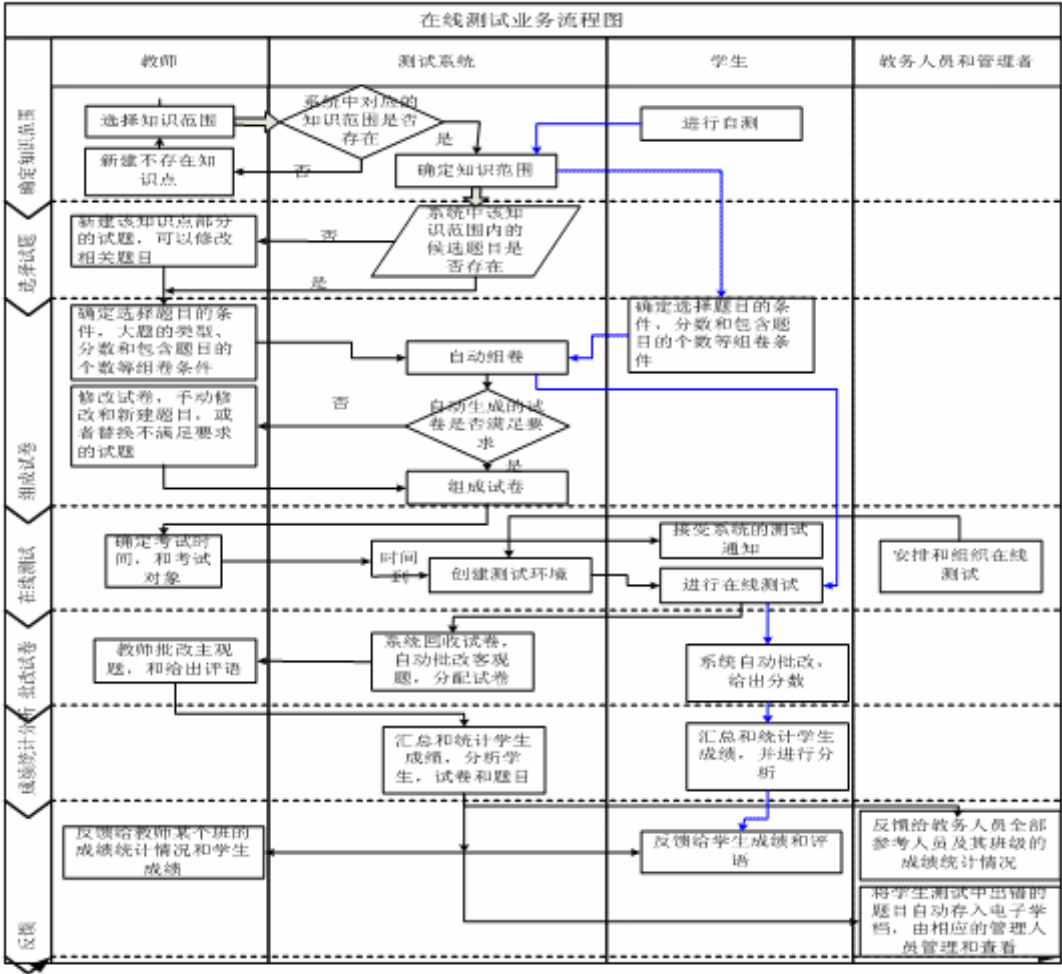 在线测试业务流程图
教师
测试系统
学生
教务人员和管理者
确定知识范围
选择知识范围
系统中对应的
知识范围是否
存在
是
进行自测
新建不存在知
识点
否
确定知识范围
选择试题
新建该知识点部分
的试题，可以修改
相关题目
否
系统中该知
识范围内的
候选题目是
否存在
是
组成试卷
确定选择题目的条
件，大题的类型、
分数和包含题目的
个数等组卷条件
自动组卷
确定选择题目的条
件，分数和包含题
目的个数等组卷条
件
修改试卷，手动修
改和新建题目，或
者替换不满足要求
的试题
否
自动生成的试
卷是否满足要
求
是
组成试卷
在线测试
确定考试时
间，和考试
对象
时间
到
创建测试环境
接受系统的测试
通知
进行在线测试
安排和组织在线
测试
批改试卷
教师批改主观
题，和给出评语
系统回收试卷，
自动批改客观
题，分配试卷
系统自动批改、
给出分数
成绩统计分析
汇总和统计学生
成绩，分析学
生，试卷和题目
汇总和统计学生
成绩，并进行分
析
反馈
反馈给教师某个班的
成绩统计情况和学生
成绩
反馈给学生成绩和评
语
反馈给教务人员全部
参考人员及其班级的
成绩统计情况
将学生测试中出错的
题目自动存入电子学
档，由相应的管理人
员管理和查看